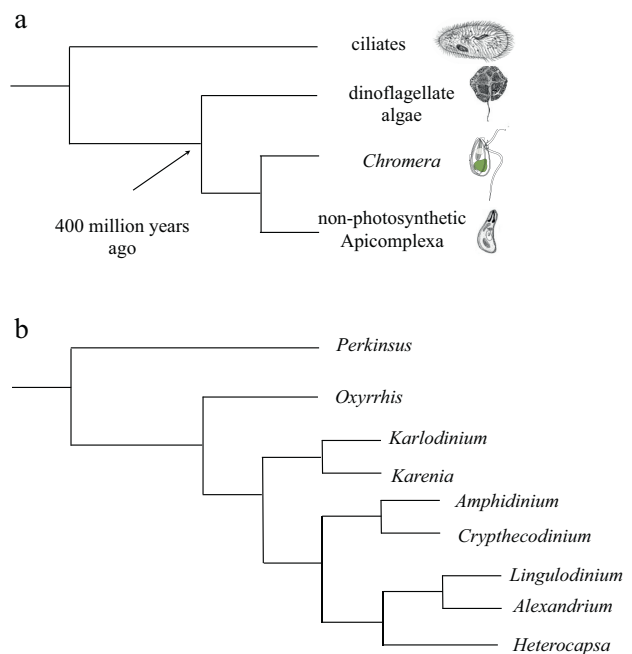 a
ciliates
dinoflagellate
algae
Chromera
non-photosynthetic
Apicomplexa
400 million years
ago
b
Perkinsus
Oxyrrhis
Karlodinium
Karenia
Amphidinium
Crypthecodinium
Lingulodinium
Alexandrium
Heterocapsa